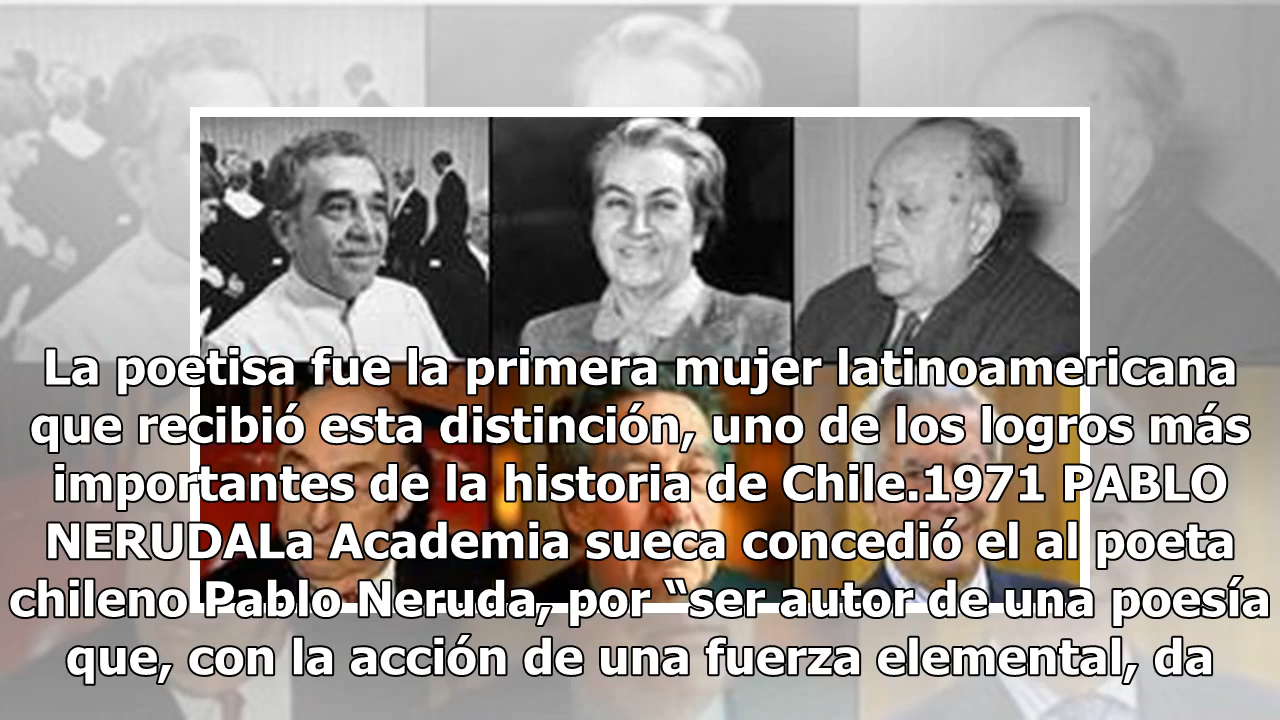 La poetisa fue la primera mujer latinoamericana
que recibió esta distinción, uno de los logros más
importantes de la historia de Chile.1971 PABLO
NERUDALa Academia sueca concedió el al poeta
chileno Pablo Neruda, por “ser autor de una poesía
que, con la acción de una fuerza elemental, da